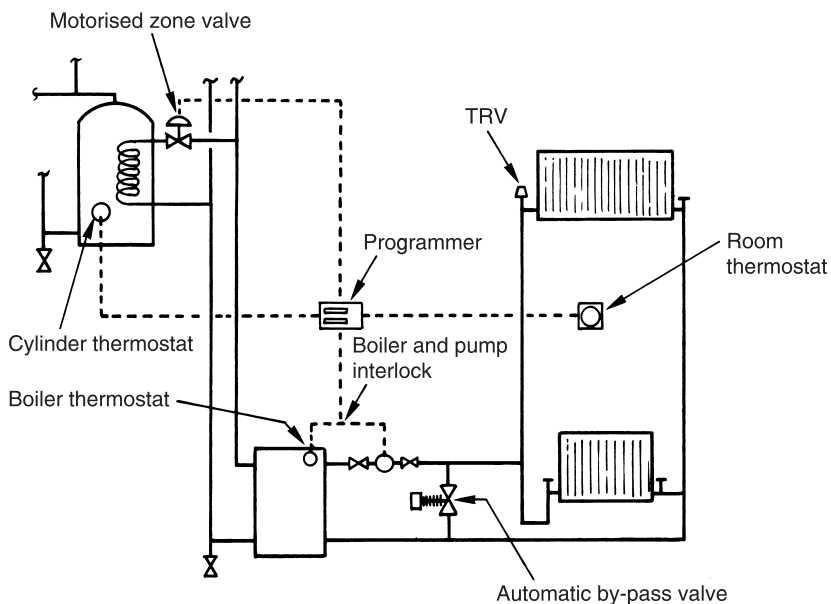 Motorised zone valve
TRV
Programmer
Room
thermostat
Cylinder thermostat
Boiler and pump
interlock
Boiler thermostat
Automatic by-pass valve